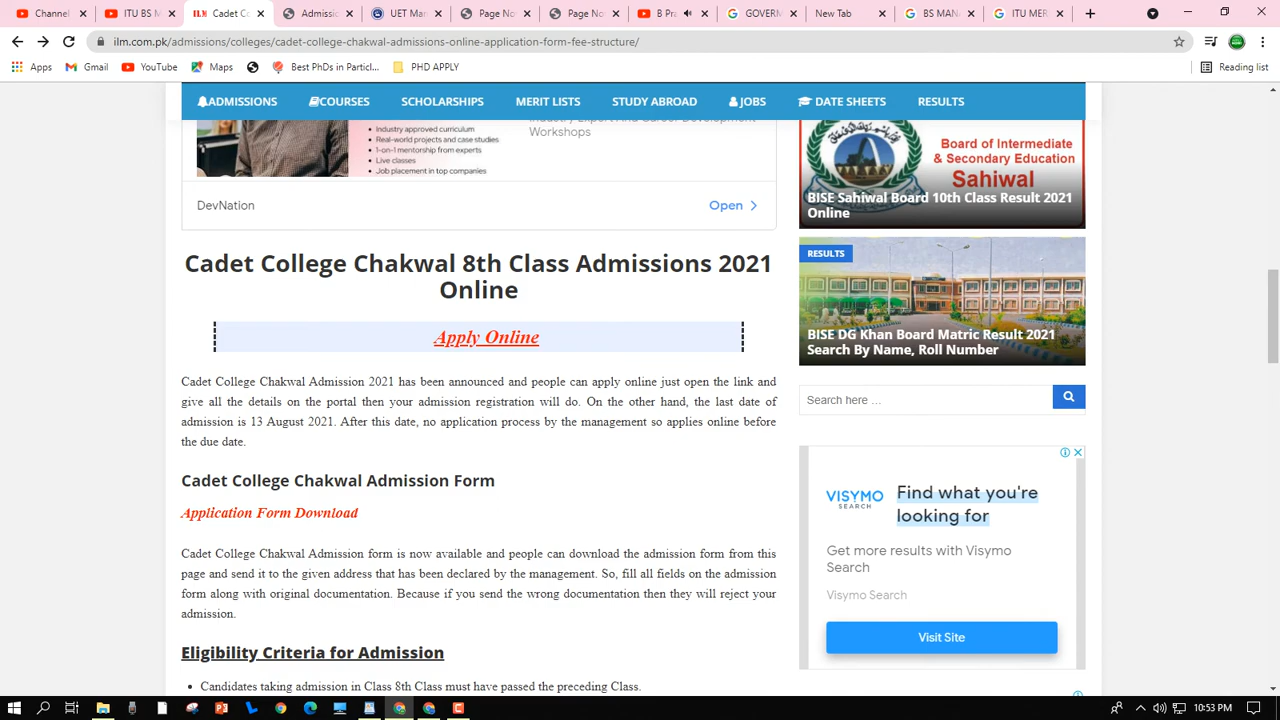 Channel
ITU BS M
Cadet Co
Admissio
UET Man
Page No
Page No
B Pra
GOVERN
New Tab
BS MAN
ITU MER
ilm.com.pk/admissions/colleges/cadet-college-chakwal-admissions-online-application-form-fee-structure/
Apps
Gmail
YouTube
Maps
Best PhDs in Particl...
PHD APPLY
Reading list
ADMISSIONS
COURSES
SCHOLARSHIPS
MERIT LISTS
STUDY ABROAD
JOBS
DATE SHEETS
RESULTS
Industry Expert And Career Development
Workshops
• Industry approved curriculum
• Real-world projects and case studies
• 1-on-1 mentorship from experts
• Live classes
• Job placement in top companies
DevNation
Open
Cadet College Chakwal 8th Class Admissions 2021
Online
Apply Online
Cadet College Chakwal Admission 2021 has been announced and people can apply online just open the link and
give all the details on the portal then your admission registration will do. On the other hand, the last date of
admission is 13 August 2021. After this date, no application process by the management so applies online before
the due date.
Cadet College Chakwal Admission Form
Application Form Download
Cadet College Chakwal Admission form is now available and people can download the admission form from this
page and send it to the given address that has been declared by the management. So, fill all fields on the admission
form along with original documentation. Because if you send the wrong documentation then they will reject your
admission.
Eligibility Criteria for Admission
• Candidates taking admission in Class 8th Class must have passed the preceding Class.
Board of Intermediate
& Secondary Education
Sahiwal
BISE Sahiwal Board 10th Class Result 2021
Online
RESULTS
BISE DG Khan Board Matric Result 2021
Search By Name, Roll Number
Search here ...
VISYMO
SEARCH
Find what you're
looking for
Get more results with Visymo
Search
Visymo Search
Visit Site
10:53 PM